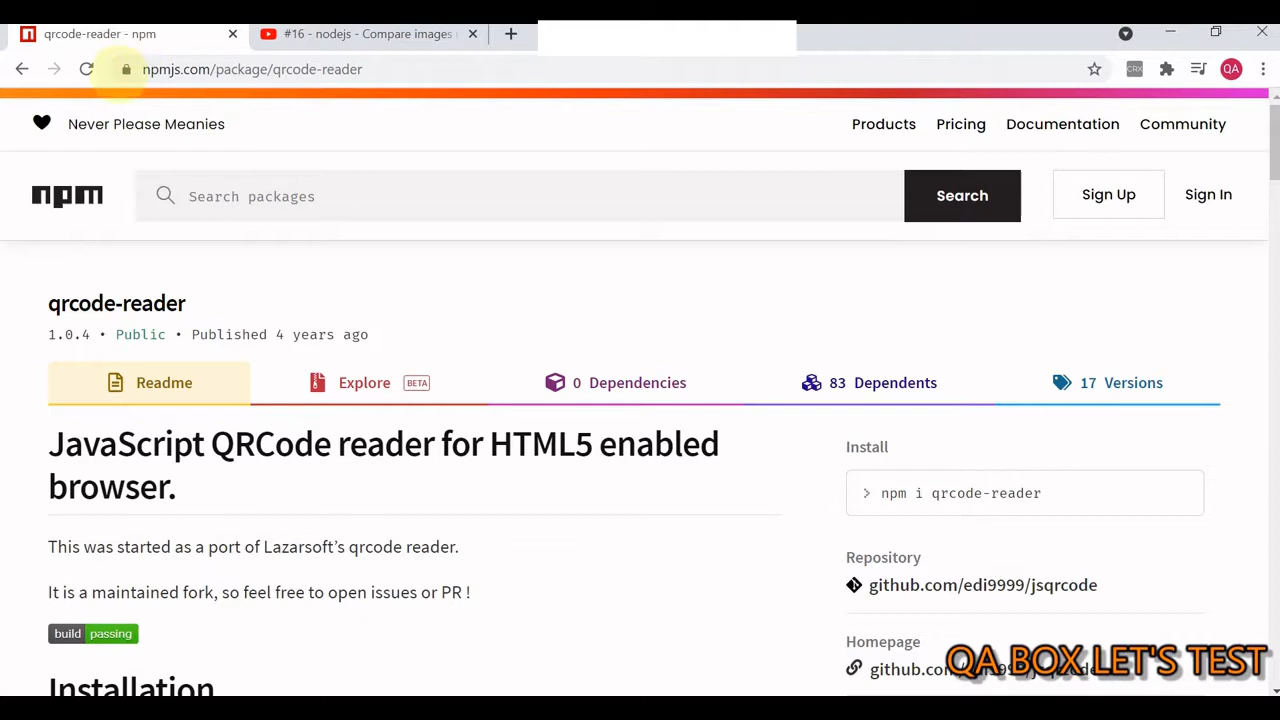 qrcode-reader - npm
#16 - nodejs - Compare images
npmjs.com/package/qrcode-reader
CRX
QA
Never Please Meanies
Products
Pricing
Documentation
Community
npm
Search packages
Search
Sign Up
Sign In
qrcode-reader
1.0.4 • Public • Published 4 years ago
Readme
Explore BETA
0 Dependencies
83 Dependents
17 Versions
JavaScript QRCode reader for HTML5 enabled
browser.
This was started as a port of Lazarsoft’s qrcode reader.
It is a maintained fork, so feel free to open issues or PR !
build passing
Installation
Install
> npm i qrcode-reader
Repository
github.com/edi9999/jsqrcode
Homepage
QA BOX LET'S TEST